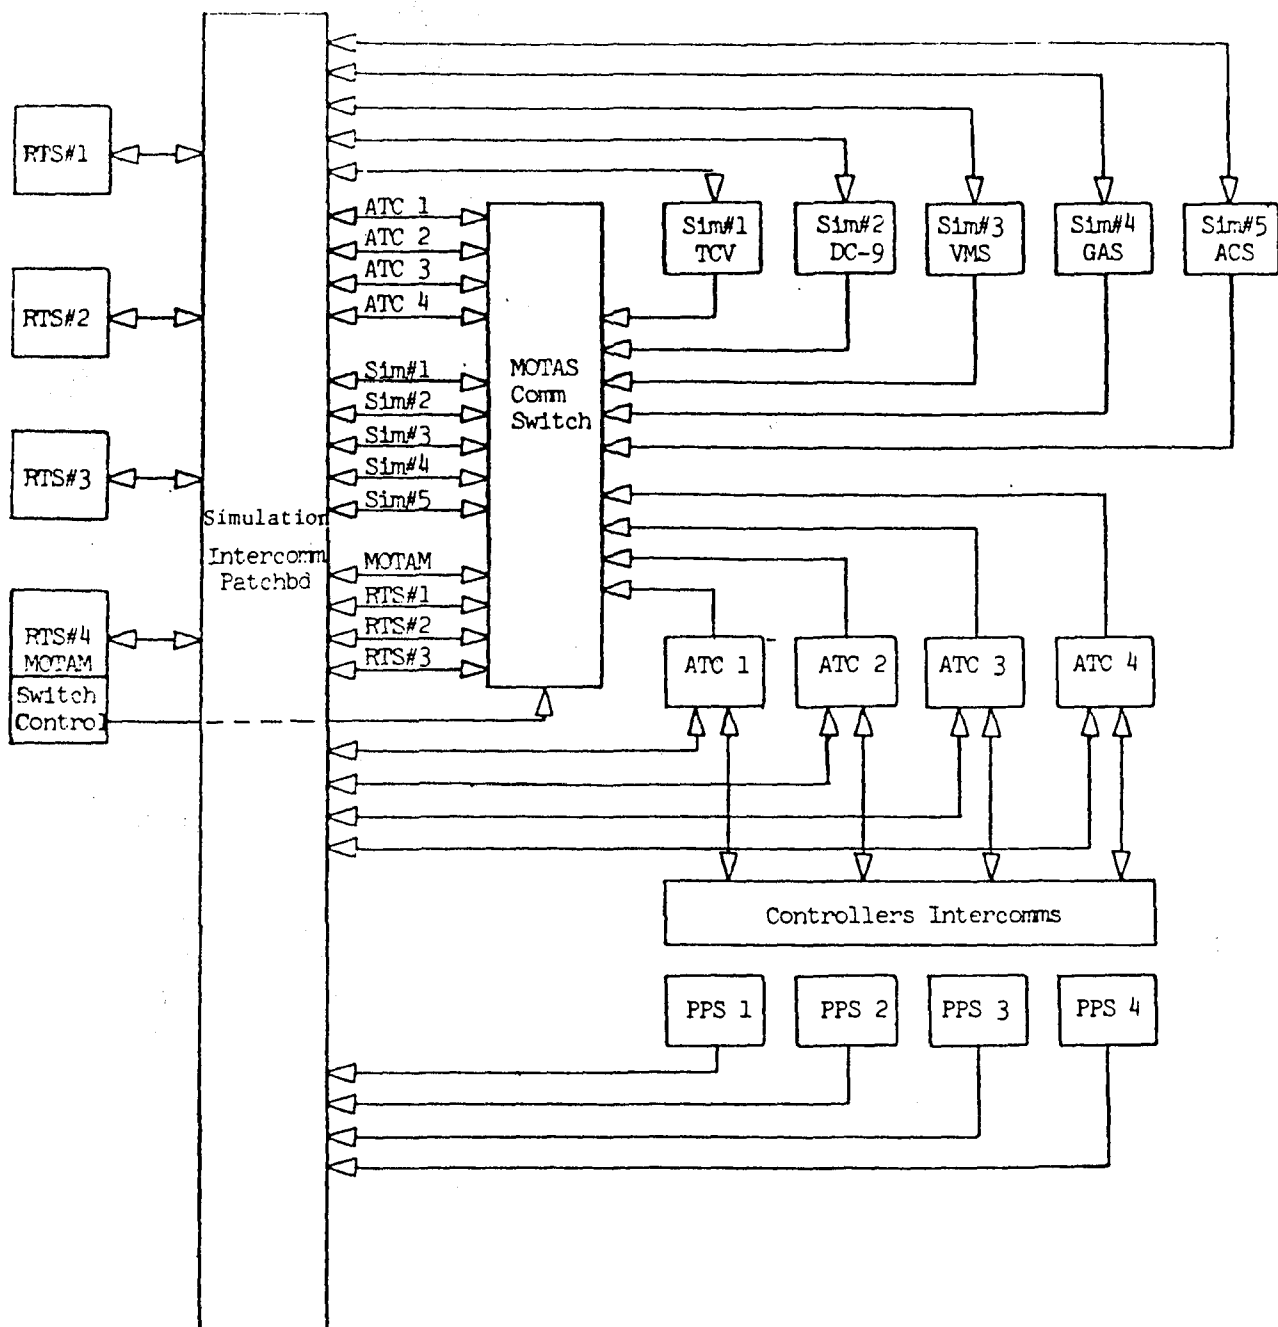 RTS#1
RTS#2
RTS#3
RTS#4
MOTAM
Switch
Control
Simulation
Intercomm
Patchbd
ATC 1
ATC 2
ATC 3
ATC 4
Sim#1
Sim#2
Sim#3
Sim#4
Sim#5
MOTAM
RTS#1
RTS#2
RTS#3
MOTAS
Comm
Switch
Sim#1
TCV
Sim#2
DC-9
Sim#3
VMS
Sim#4
GAS
Sim#5
ACS
ATC 1
ATC 2
ATC 3
ATC 4
Controllers Intercomms
PPS 1
PPS 2
PPS 3
PPS 4